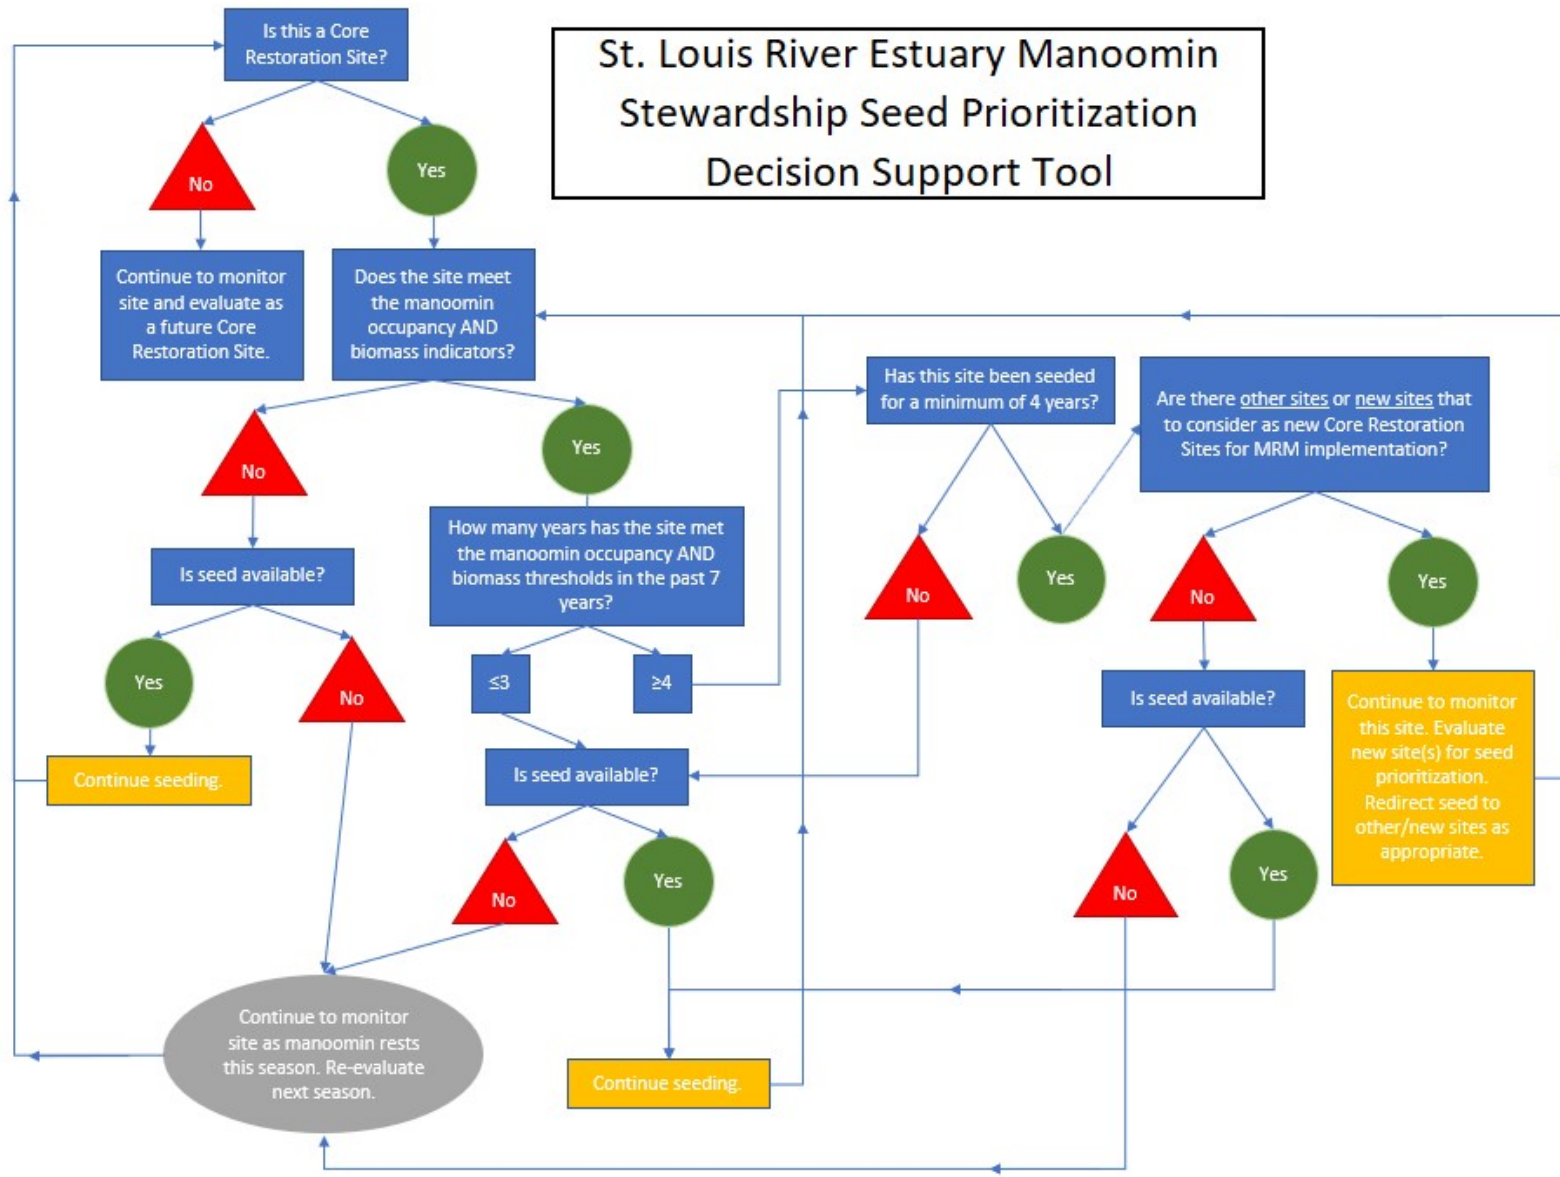 Is this a Core
Restoration Site?
St. Louis River Estuary Manoomin
Stewardship Seed Prioritization
Decision Support Tool
No
Yes
Continue to monitor
site and evaluate as
a future Core
Restoration Site.
Does the site meet
the manoomin
occupancy AND
biomass indicators?
No
Yes
Is seed available?
Yes
No
Continue seeding.
How many years has the site met
the manoomin occupancy AND
biomass thresholds in the past 7
years?
≤3
≥4
Is seed available?
No
Yes
Continue to monitor
site as manoomin rests
this season. Re-evaluate
next season.
Continue seeding.
Has this site been seeded
for a minimum of 4 years?
No
Yes
Are there other sites or new sites that
to consider as new Core Restoration
Sites for MRM implementation?
No
Yes
Is seed available?
No
Yes
Continue to monitor
this site. Evaluate
new site(s) for seed
prioritization.
Redirect seed to
other/new sites as
appropriate.